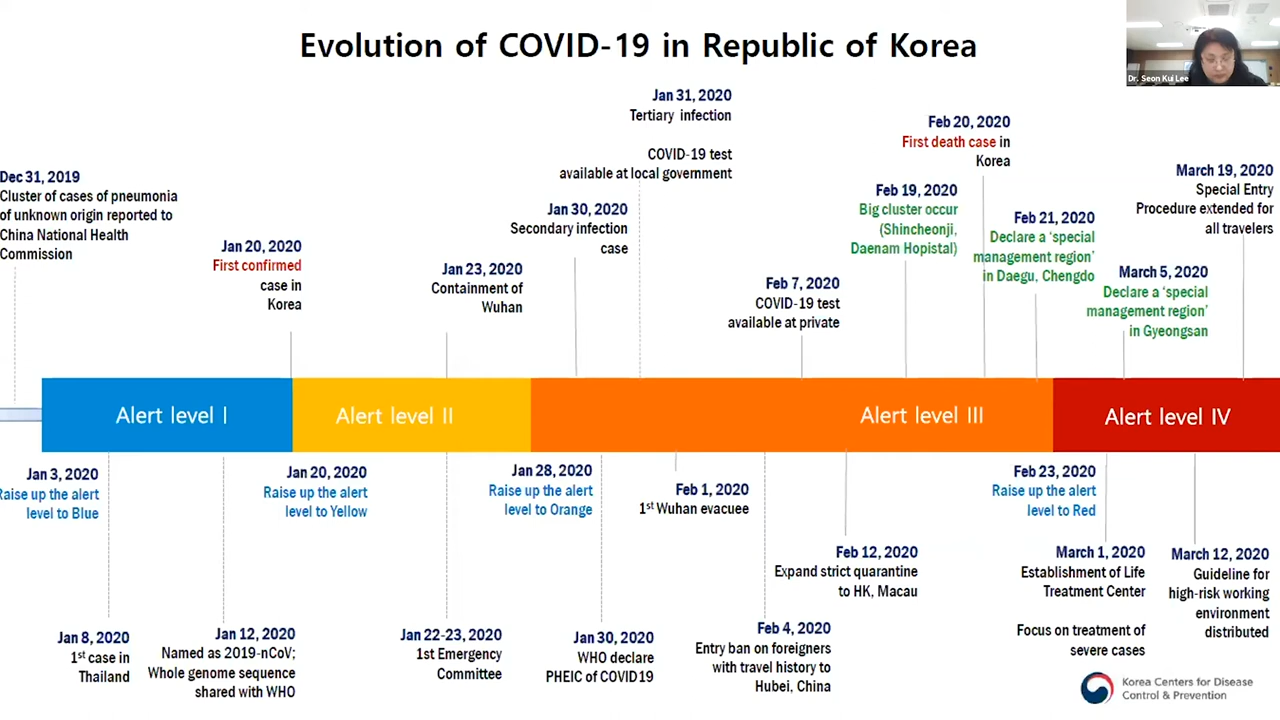 Evolution of COVID-19 in Republic of Korea
Dr. Seon Kui Lee
Dec 31, 2019
Cluster of cases of pneumonia
of unknown origin reported to
China National Health
Commission
Jan 20, 2020
First confirmed
case in
Korea
Jan 23, 2020
Containment of
Wuhan
Jan 30, 2020
Secondary infection
case
Jan 31, 2020
Tertiary infection
COVID-19 test
available at local government
Feb 7, 2020
COVID-19 test
available at private
Feb 19, 2020
Big cluster occur
(Shincheonji,
Daenam Hopistal)
Feb 20, 2020
First death case in
Korea
Feb 21, 2020
Declare a ‘special
management region’
in Daegu, Chengdo
March 5, 2020
Declare a ‘special
management region’
in Gyeongsan
March 19, 2020
Special Entry
Procedure extended for
all travelers
Alert level I
Alert level II
Alert level III
Alert level IV
Jan 3, 2020
Raise up the alert
level to Blue
Jan 8, 2020
1st case in
Thailand
Jan 12, 2020
Named as 2019-nCoV;
Whole genome sequence
shared with WHO
Jan 20, 2020
Raise up the alert
level to Yellow
Jan 22-23, 2020
1st Emergency
Committee
Jan 28, 2020
Raise up the alert
level to Orange
Jan 30, 2020
WHO declare
PHEIC of COVID19
Feb 1, 2020
1st Wuhan evacuee
Feb 4, 2020
Entry ban on foreigners
with travel history to
Hubei, China
Feb 12, 2020
Expand strict quarantine
to HK, Macau
Feb 23, 2020
Raise up the alert
level to Red
March 1, 2020
Establishment of Life
Treatment Center
Focus on treatment of
severe cases
March 12, 2020
Guideline for
high-risk working
environment
distributed
Korea Centers for Disease
Control & Prevention